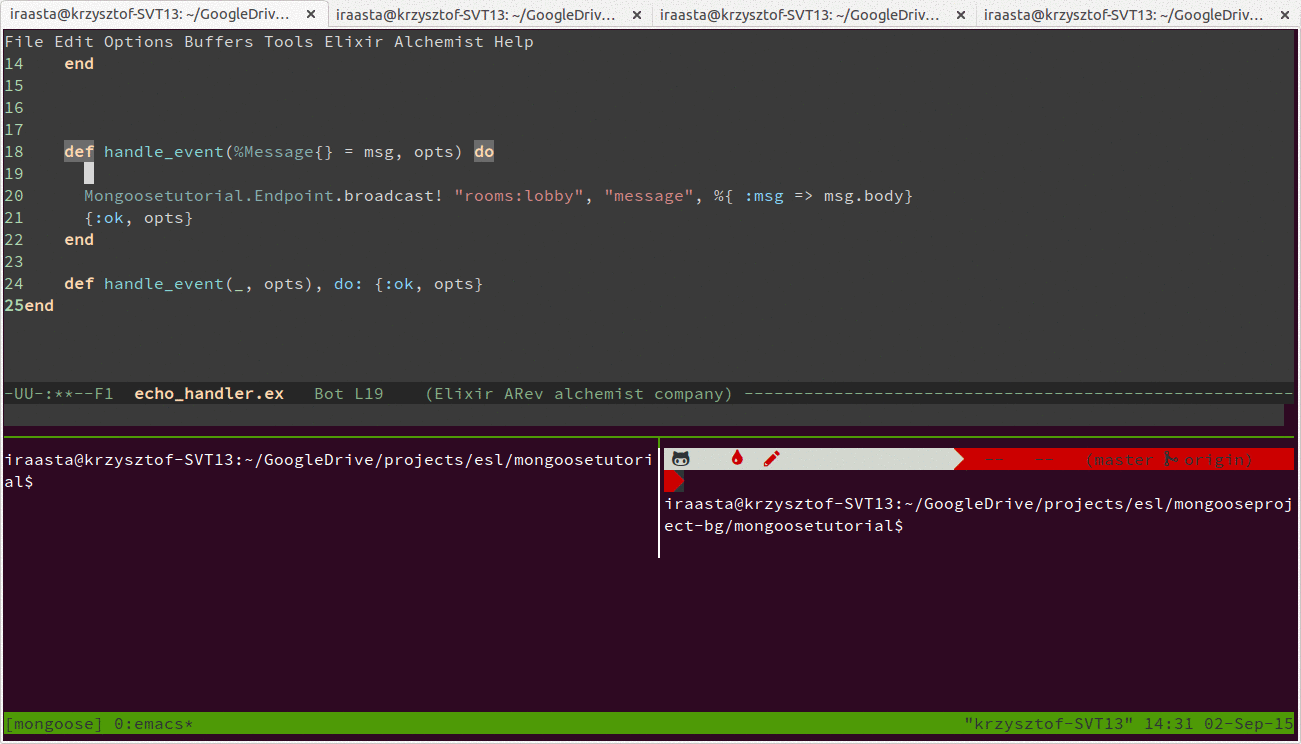 iraasta@krzysztof-SVT13: ~/GoogleDriv... × iraasta@krzysztof-SVT13: ~/GoogleDriv... × iraasta@krzysztof-SVT13: ~/GoogleDriv... × iraasta@krzysztof-SVT13: ~/GoogleDriv... ×
File Edit Options Buffers Tools Elixir Alchemist Help
14    end
15
16
17
18    def handle_event(%Message{} = msg, opts) do
19
20      Mongoosetutorial.Endpoint.broadcast! "rooms:lobby", "message", %{ :msg => msg.body}
21      {:ok, opts}
22    end
23
24    def handle_event(_, opts), do: {:ok, opts}
25end
-UU-:**--F1  echo_handler.ex   Bot L19    (Elixir ARev alchemist company) -------------------------------------------------------
iraasta@krzysztof-SVT13:~/GoogleDrive/projects/esl/mongoosetutori
al$
(master origin)
iraasta@krzysztof-SVT13:~/GoogleDrive/projects/esl/mongooseproj
ect-bg/mongoosetutorial$
[mongoose] 0:emacs* "krzysztof-SVT13" 14:31 02-Sep-15